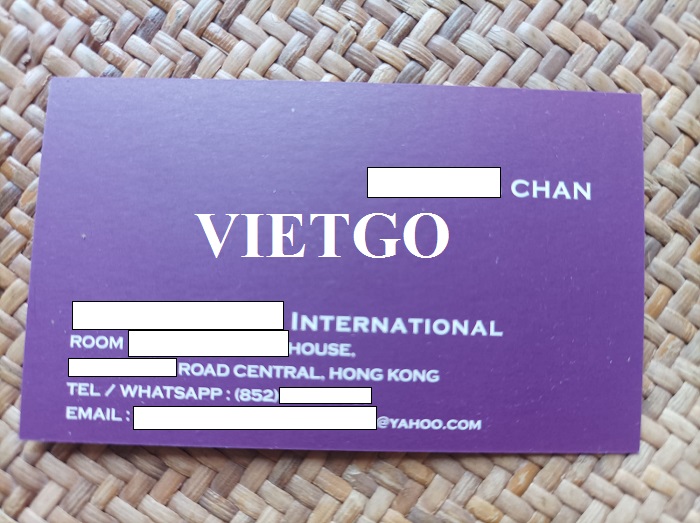 CHAN
VIETGO
INTERNATIONAL
ROOM HOUSE,
ROAD CENTRAL, HONG KONG
TEL / WHATSAPP : (852)
EMAIL : @YAHOO.COM